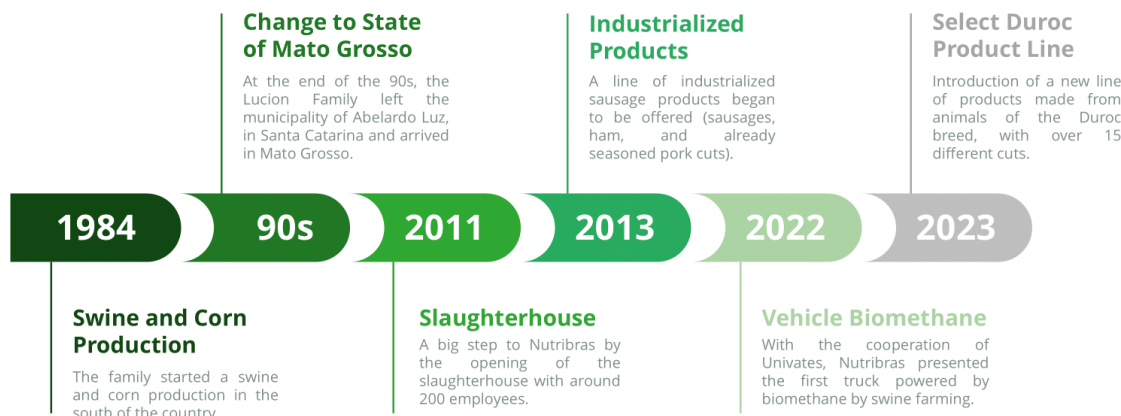 Change to State
of Mato Grosso
At the end of the 90s, the
Lucion Family left the
municipality of Abelardo Luz,
in Santa Catarina and arrived
in Mato Grosso.
Industrialized
Products
A line of industrialized
sausage products began
to be offered (sausages,
ham, and already
seasoned pork cuts).
Select Duroc
Product Line
Introduction of a new line
of products made from
animals of the Duroc
breed, with over 15
different cuts.
1984
90s
2011
2013
2022
2023
Swine and Corn
Production
The family started a swine
and corn production in the
south of the country
Slaughterhouse
A big step to Nutribras by
the opening of the
slaughterhouse with around
200 employees.
Vehicle Biomethane
With the cooperation of
Univates, Nutribras presented
the first truck powered by
biomethane by swine farming.